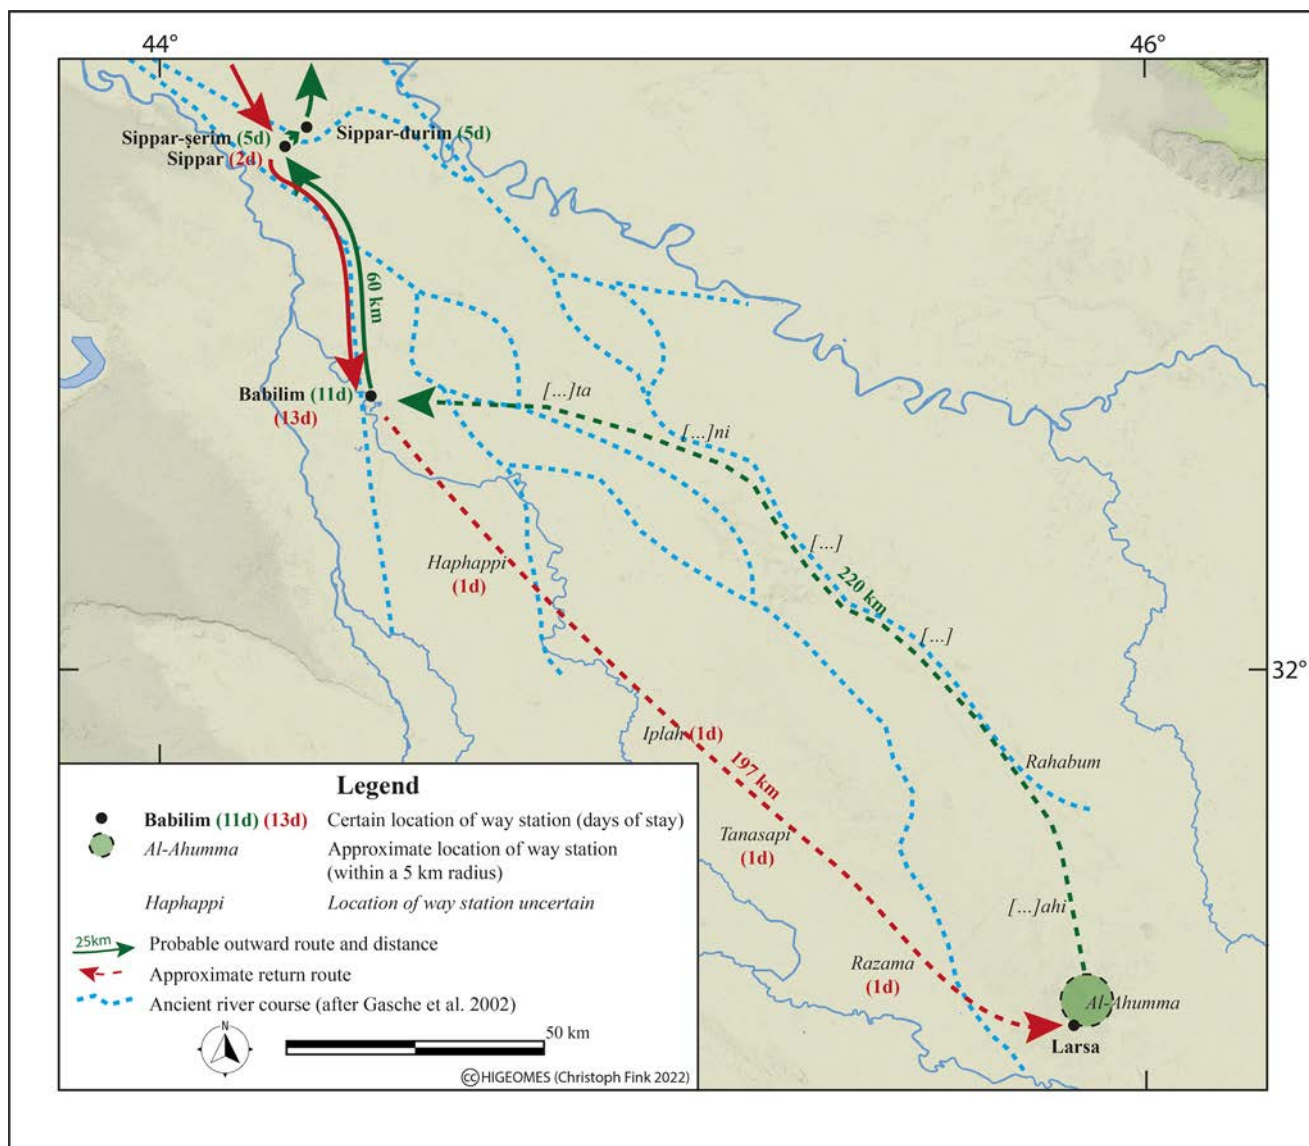 44°
46°
Sippar-ṣerim (5d)
Sippar (2d)
Sippar-durim (5d)
60 km
Babilim (11d)
(13d)
[...]ta
[...]ni
[...]
220 km
[...]
Haphappi
(1d)
32°
Iplah (1d)
197 km
Rahabum
Tanasapi
(1d)
[...]ahi
Razama
(1d)
Al-Ahumma
Larsa
Legend
Babilim (11d) (13d) Certain location of way station (days of stay)
Al-Ahumma Approximate location of way station
(within a 5 km radius)
Haphappi Location of way station uncertain
25km Probable outward route and distance
Approximate return route
Ancient river course (after Gasche et al. 2002)
N
50 km
cc HIGEOMES (Christoph Fink 2022)